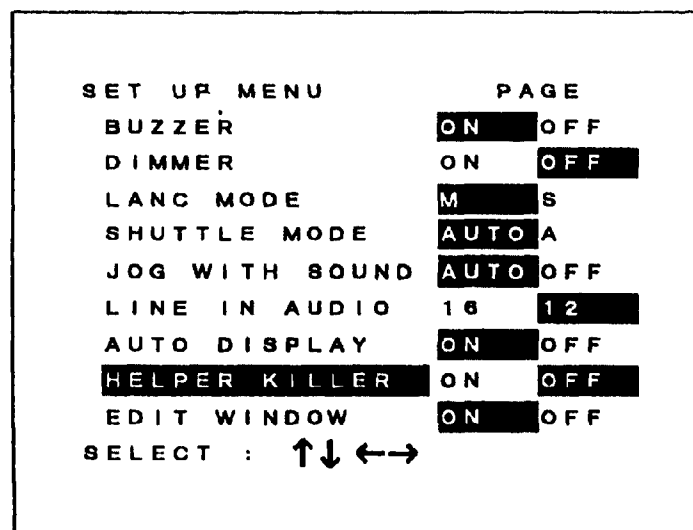 SET UP MENU PAGE
BUZZER ON OFF
DIMMER ON OFF
LANC MODE M S
SHUTTLE MODE AUTO A
JOG WITH SOUND AUTO OFF
LINE IN AUDIO 16 12
AUTO DISPLAY ON OFF
HELPER KILLER ON OFF
EDIT WINDOW ON OFF
SELECT : ↑↓←→